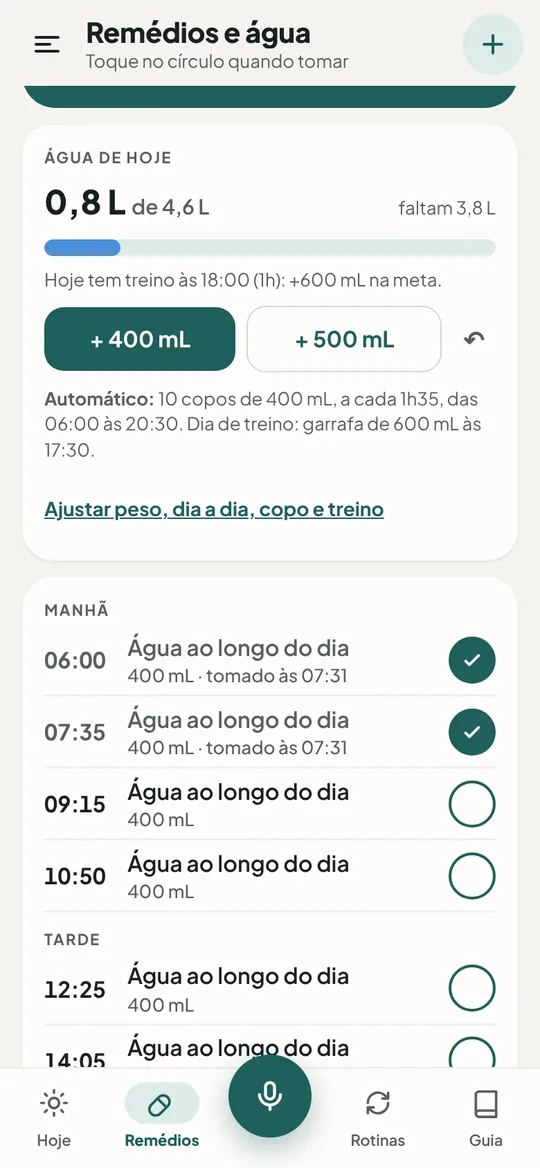 Remédios e água
Toque no círculo quando tomar
ÁGUA DE HOJE
0,8 L de 4,6 L
faltam 3,8 L
Hoje tem treino às 18:00 (1h): +600 mL na meta.
+ 400 mL
+ 500 mL
Automático: 10 copos de 400 mL, a cada 1h35, das
06:00 às 20:30. Dia de treino: garrafa de 600 mL às
17:30.
Ajustar peso, dia a dia, copo e treino
MANHÃ
06:00
Água ao longo do dia
400 mL · tomado às 07:31
07:35
Água ao longo do dia
400 mL · tomado às 07:31
09:15
Água ao longo do dia
400 mL
10:50
Água ao longo do dia
400 mL
TARDE
12:25
Água ao longo do dia
400 mL
14:05
Água ao longo do dia
Hoje
Remédios
Rotinas
Guia